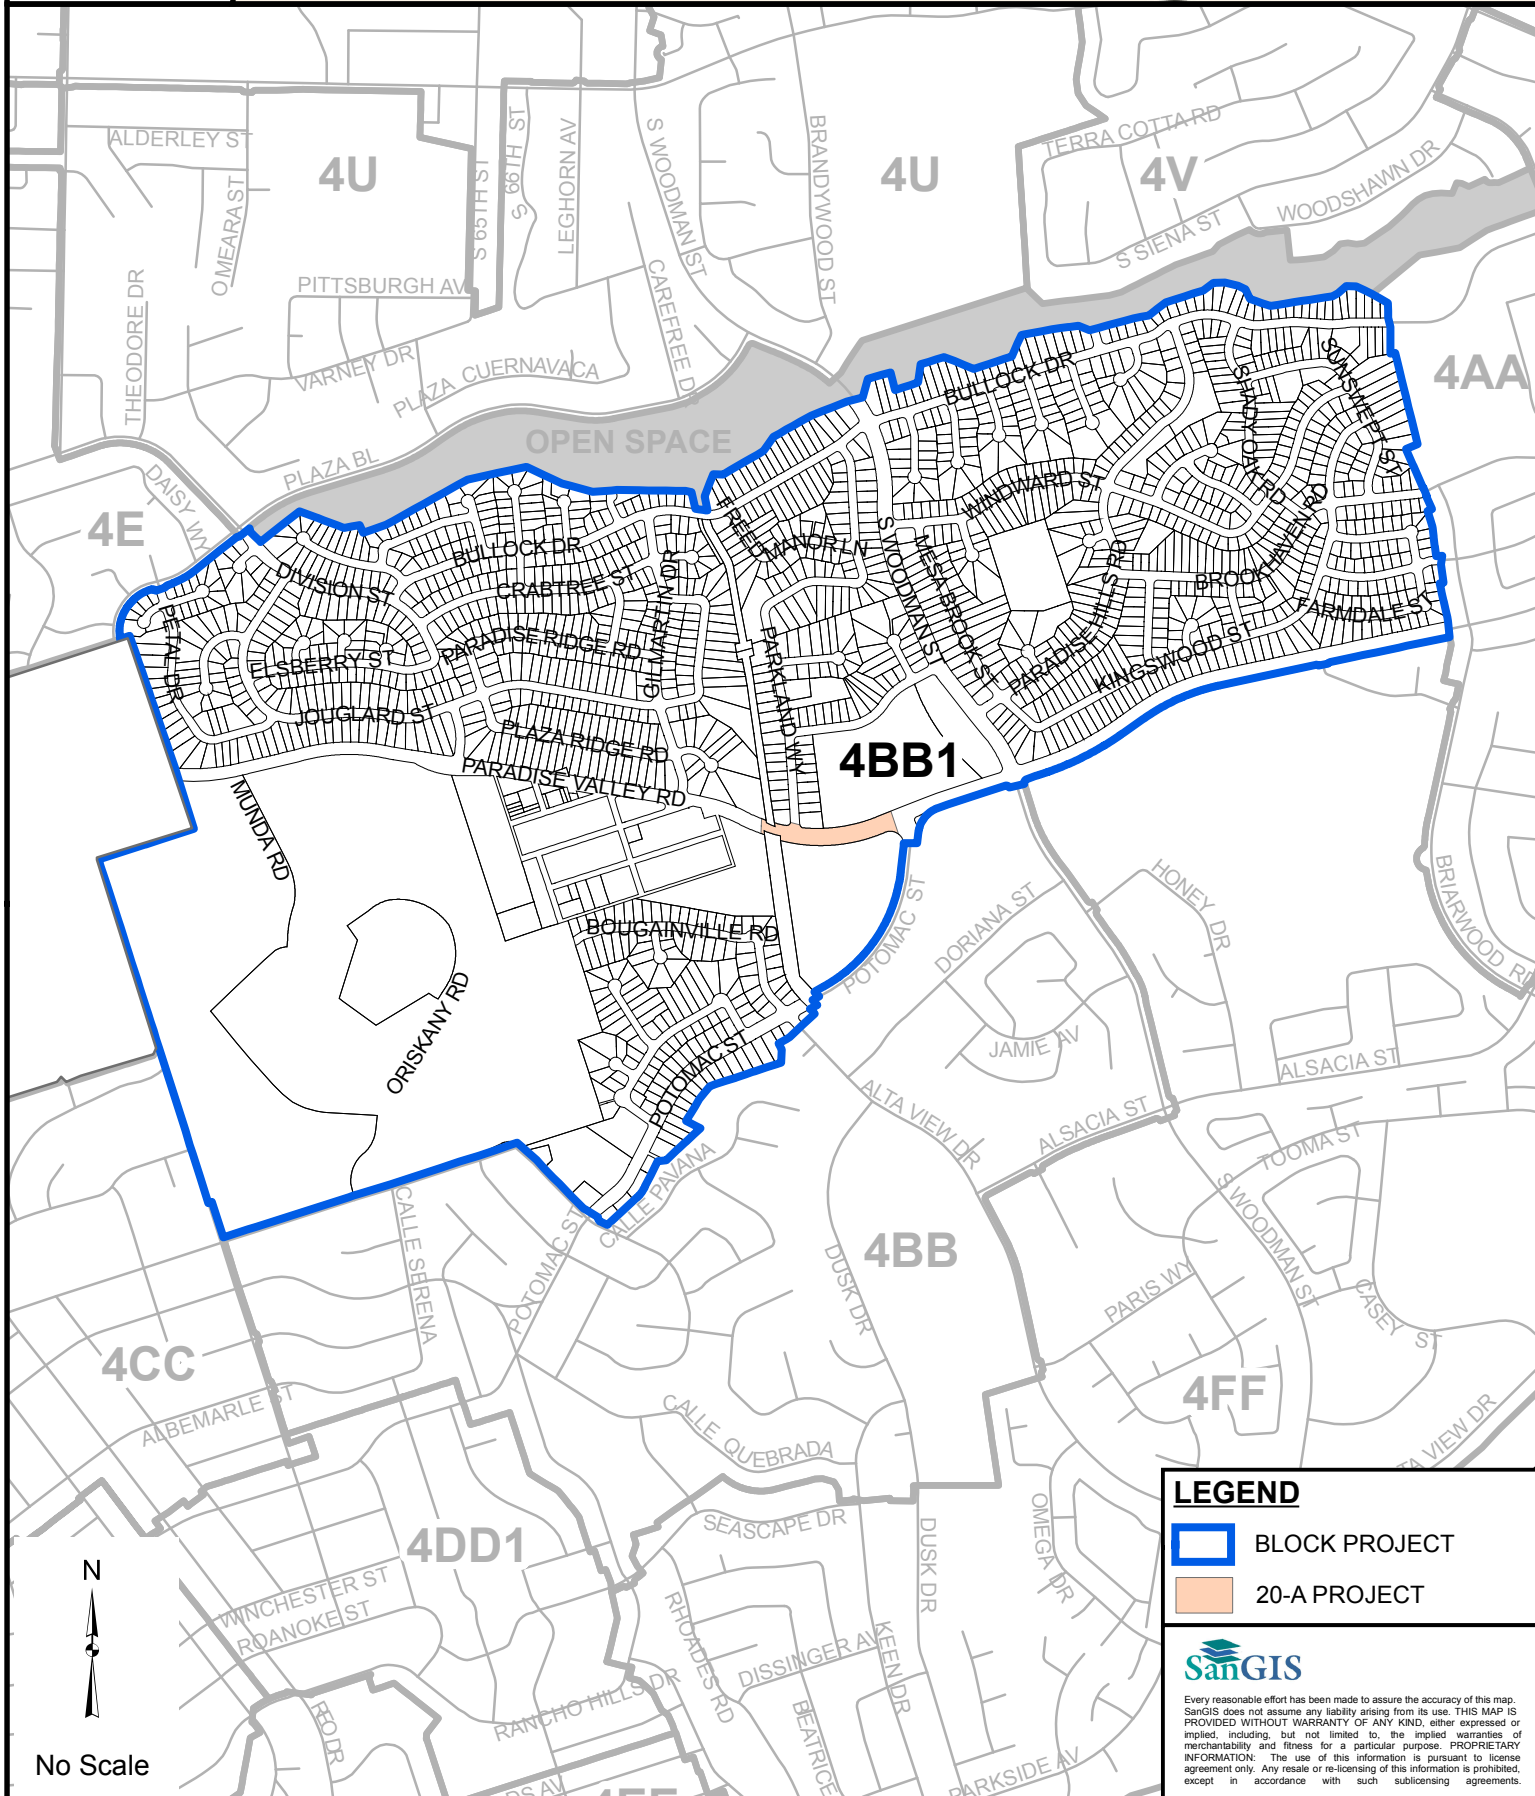 ALDERLEY ST
4U
S 65TH ST
S 66TH ST
LEGHORN AV
S WOODMAN ST
BRANDYWOOD ST
4U
TERRA COTTA RD
4V
WOODSHAWN DR
S SIENA ST
OMEARA ST
THEODORE DR
PITTSBURGH AV
VARNEY DR
PLAZA CUERNAVACA
CAREFREE DR
4AA
OPEN SPACE
PLAZA BL
DAISY WY
4E
BULLOCK DR
SUNSWEPT ST
SHADY OAK RD
WINDWARD ST
FREED MANOR LN
S WOODMAN ST
MESA BROOK ST
BROOKHAVEN RD
FARMDALE ST
PARADISE HILLS RD
KINGSWOOD ST
BULLOCK DR
DIVISION ST
CRABTREE ST
GILMARTIN DR
PETAL DR
ELSBERRY ST
PARADISE RIDGE RD
PARKLAND WY
JOUGLARD ST
PLAZA RIDGE RD
4BB1
PARADISE VALLEY RD
MUNDA RD
BOUGAINVILLE RD
ORISKANY RD
POTOMAC ST
POTOMAC ST
DORIANA ST
HONEY DR
BRIARWOOD RD
JAMIE AV
ALSACIA ST
ALTA VIEW DR
ALSACIA ST
TOOMA ST
CALLE PAVANA
CALLE SERENA
POTOMAC ST
4BB
DUSK DR
S WOODMAN ST
PARIS WY
CASEY ST
4CC
ALBEMARLE ST
4FF
CALLE QUEBRADA
TA VIEW DR
4DD1
SEASCAPE DR
DUSK DR
OMEGA DR
WINCHESTER ST
ROANOKE ST
RHOADES RD
DISSINGER AV
KEEN DR
REO DR
RANCHO HILLS DR
BEATRICE
PARKSIDE AV
RS AV
4EE
N
No Scale
LEGEND
BLOCK PROJECT
20-A PROJECT
SanGIS
Every reasonable effort has been made to assure the accuracy of this map.
SanGIS does not assume any liability arising from its use. THIS MAP IS
PROVIDED WITHOUT WARRANTY OF ANY KIND, either expressed or
implied, including, but not limited to, the implied warranties of
merchantability and fitness for a particular purpose. PROPRIETARY
INFORMATION: The use of this information is pursuant to license
agreement only. Any resale or re-licensing of this information is prohibited,
except in accordance with such sublicensing agreements.